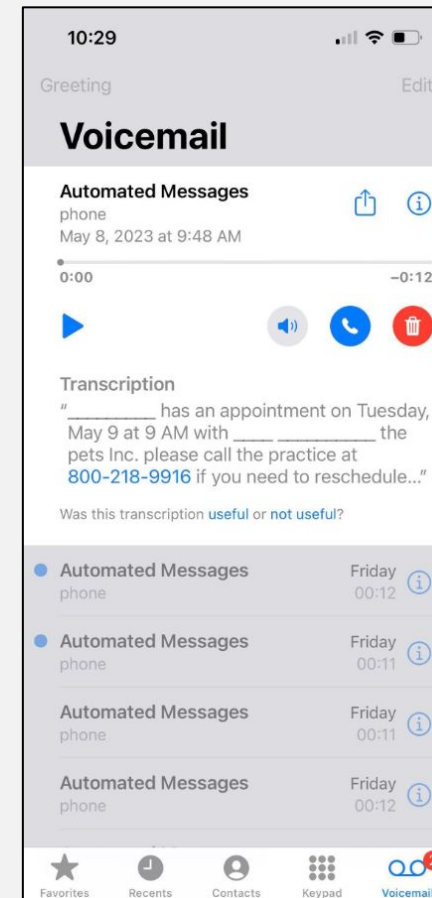 10:29
Greeting Edit
Voicemail
Automated Messages
phone
May 8, 2023 at 9:48 AM
0:00 -0:12
Transcription
"_________ has an appointment on Tuesday,
May 9 at 9 AM with ____ __________ the
pets Inc. please call the practice at
800-218-9916 if you need to reschedule..."
Was this transcription useful or not useful?
Automated Messages Friday
phone 00:12
Automated Messages Friday
phone 00:11
Automated Messages Friday
phone 00:11
Automated Messages Friday
phone 00:12
Favorites Recents Contacts Keypad Voicemail